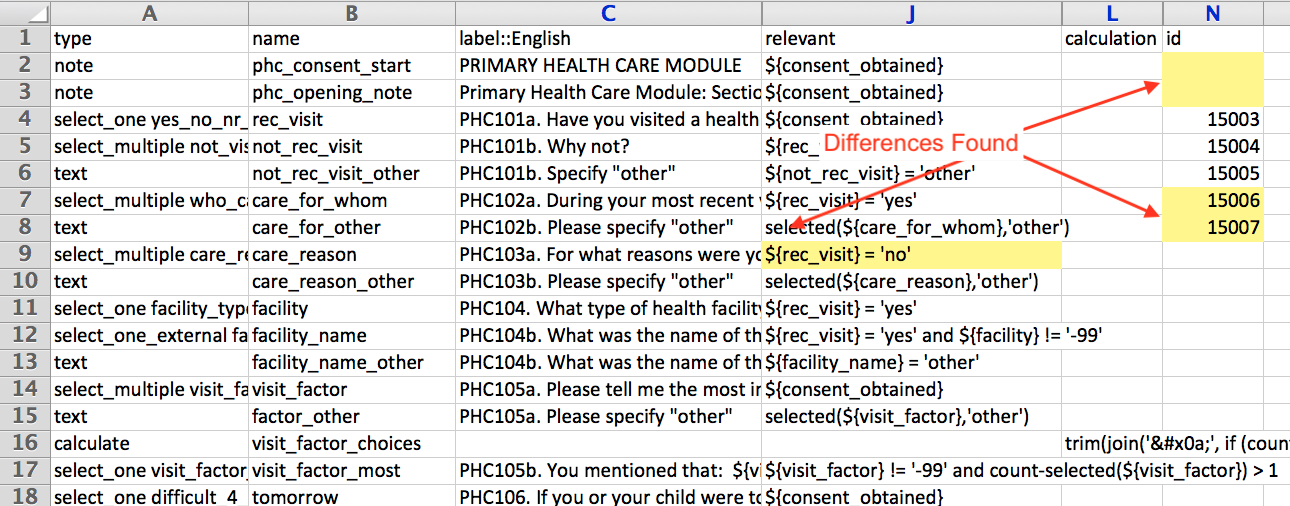 A B C J L N
1 type name label::English relevant calculation id
2 note phc_consent_start PRIMARY HEALTH CARE MODULE ${consent_obtained}
3 note phc_opening_note Primary Health Care Module: Sectio ${consent_obtained}
4 select_one yes_no_nr_ rec_visit PHC101a. Have you visited a health ${consent_obtained} 15003
5 select_multiple not_vis not_rec_visit PHC101b. Why not? ${rec_ Differences Found 15004
6 text not_rec_visit_other PHC101b. Specify "other" ${not_rec_visit} = 'other' 15005
7 select_multiple who_ca care_for_whom PHC102a. During your most recent ${rec_visit} = 'yes' 15006
8 text care_for_other PHC102b. Please specify "other" selected(${care_for_whom},'other') 15007
9 select_multiple care_re care_reason PHC103a. For what reasons were yo ${rec_visit} = 'no'
10 text care_reason_other PHC103b. Please specify "other" selected(${care_reason},'other')
11 select_one facility_type facility PHC104. What type of health facility ${rec_visit} = 'yes'
12 select_one_external fa facility_name PHC104b. What was the name of th ${rec_visit} = 'yes' and ${facility} != '-99'
13 text facility_name_other PHC104b. What was the name of th ${facility_name} = 'other'
14 select_multiple visit_fa visit_factor PHC105a. Please tell me the most in ${consent_obtained}
15 text factor_other PHC105a. Please specify "other" selected(${visit_factor},'other')
16 calculate visit_factor_choices trim(join('&#x0a;', if (coun
17 select_one visit_factor_ visit_factor_most PHC105b. You mentioned that: ${vi ${visit_factor} != '-99' and count-selected(${visit_factor}) > 1
18 select_one difficult_4_ tomorrow PHC106. If you or your child were to ${consent_obtained}